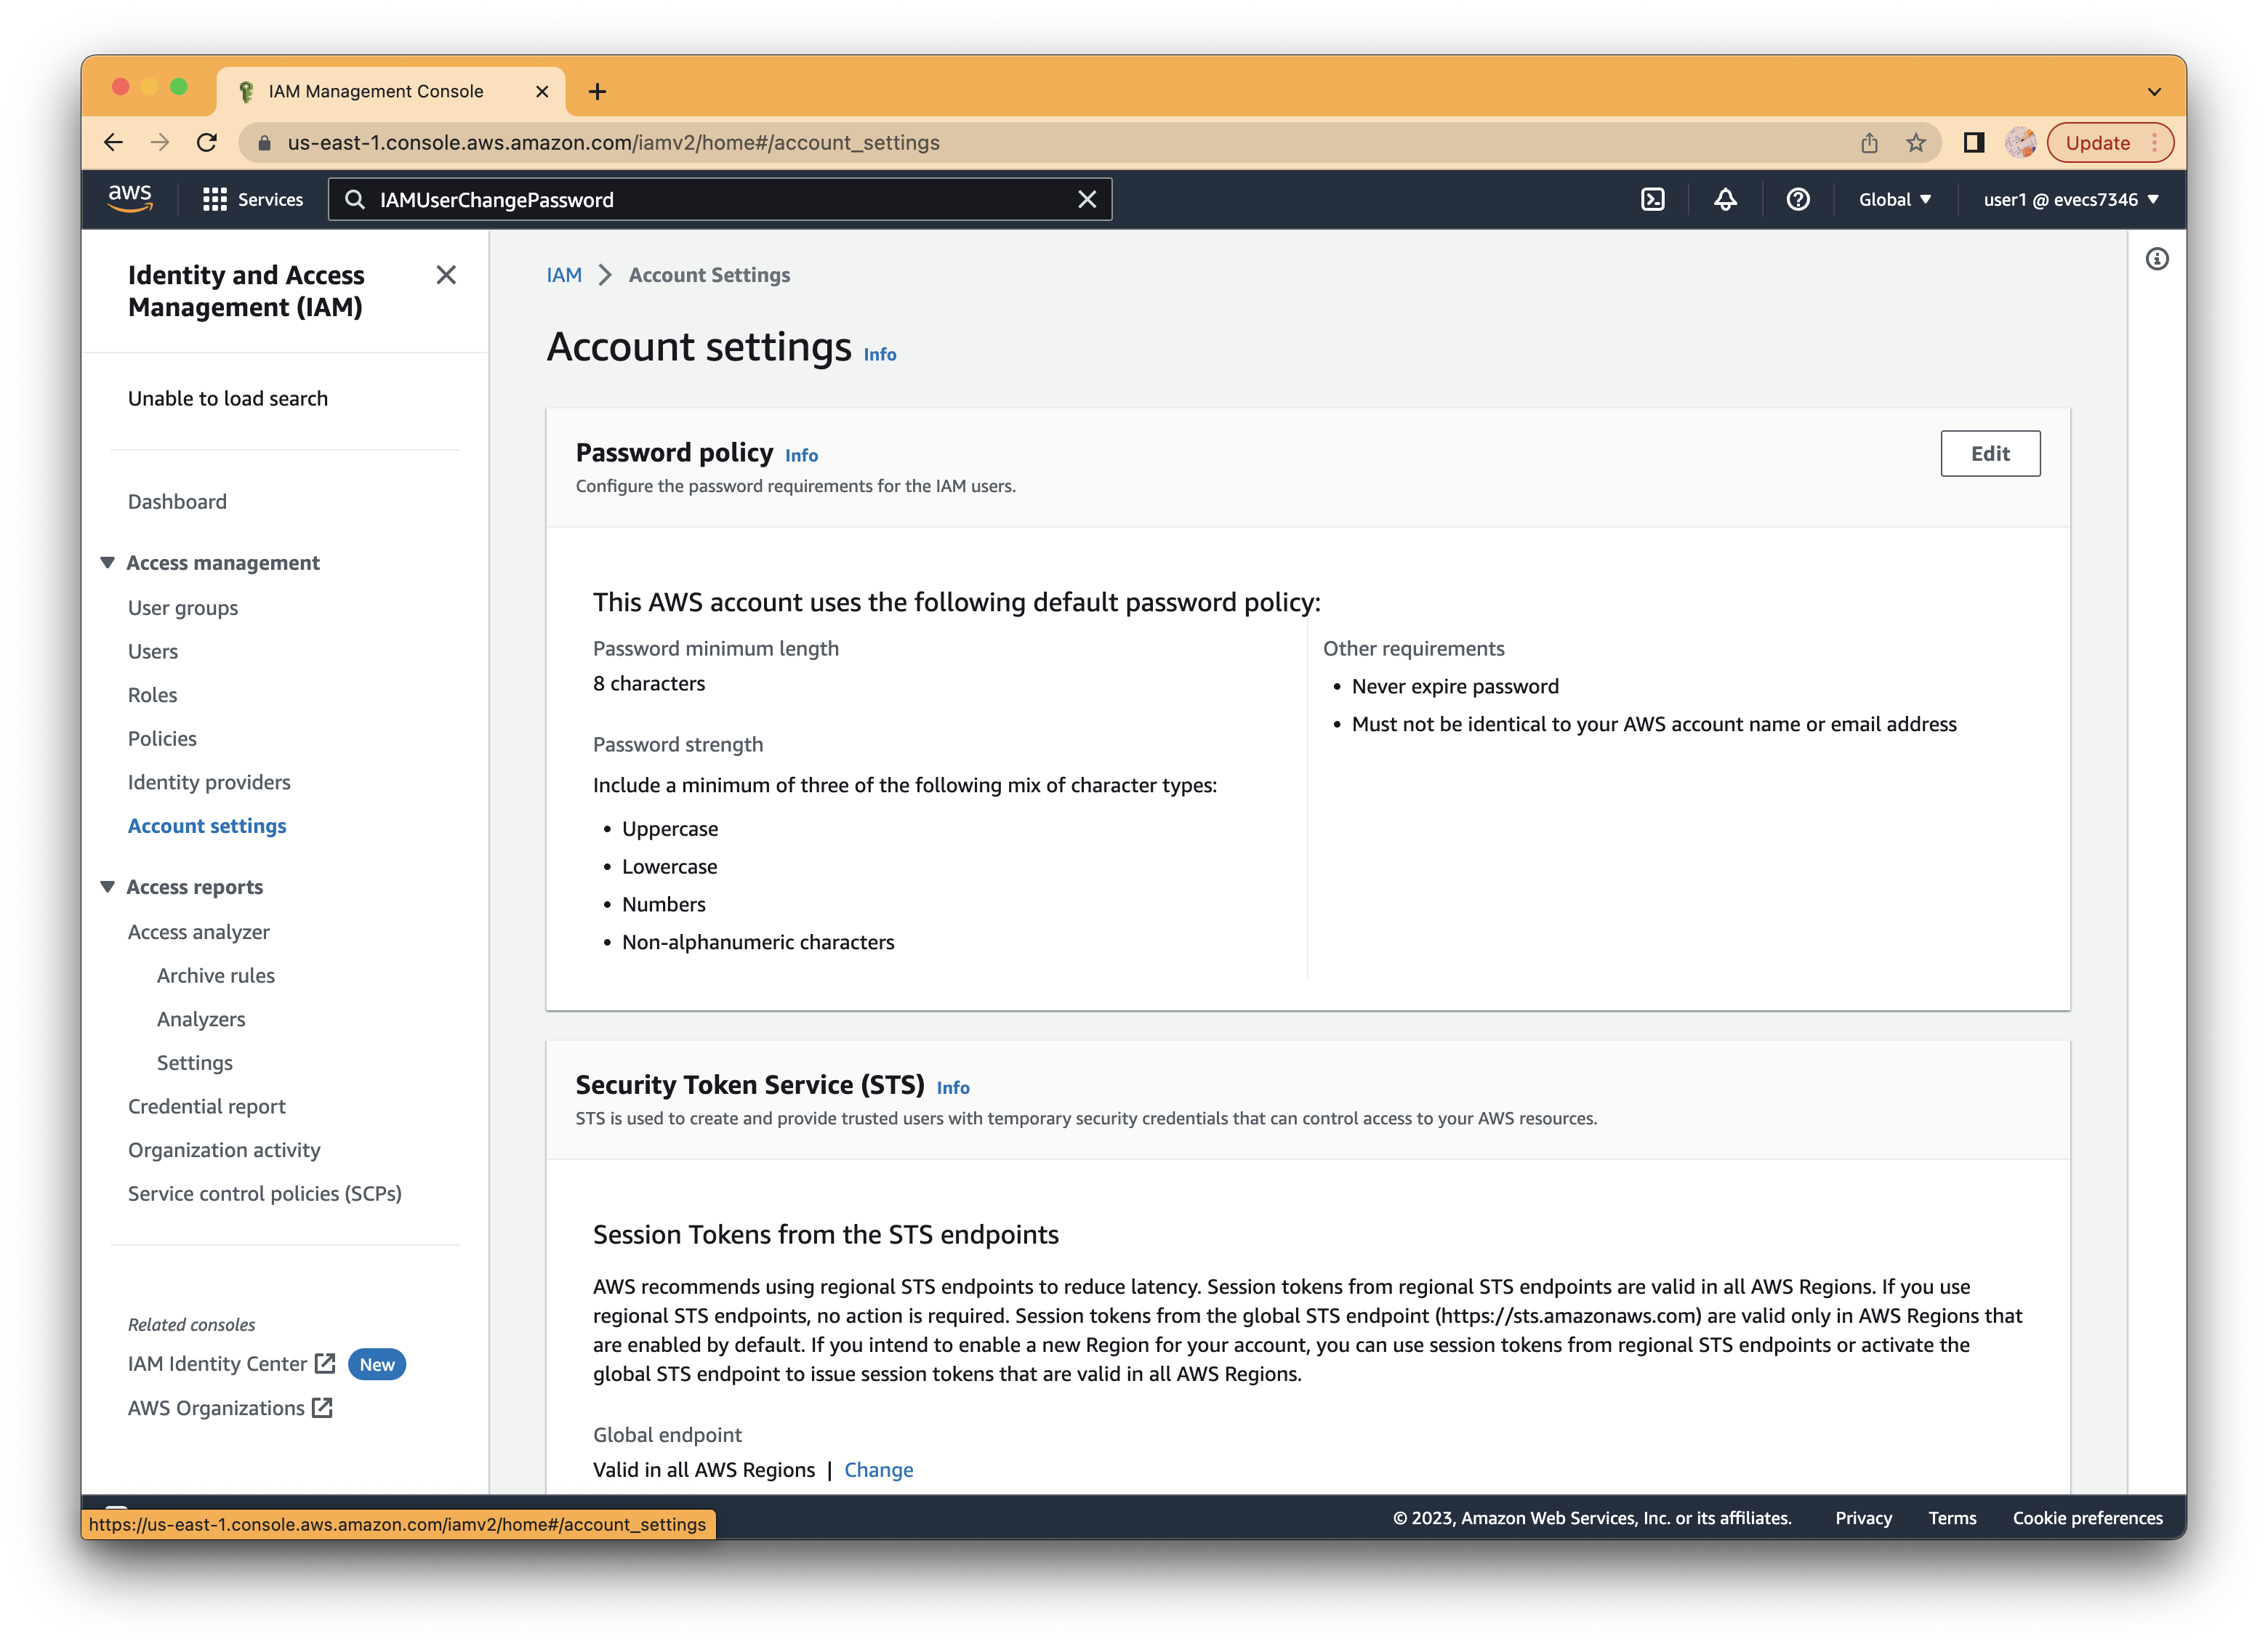 IAM Management Console
us-east-1.console.aws.amazon.com/iamv2/home#/account_settings
Update
aws
Services
IAMUserChangePassword
Global
user1 @ evecs7346
Identity and Access
Management (IAM)
Unable to load search
Dashboard
Access management
User groups
Users
Roles
Policies
Identity providers
Account settings
Access reports
Access analyzer
Archive rules
Analyzers
Settings
Credential report
Organization activity
Service control policies (SCPs)
Related consoles
IAM Identity Center New
AWS Organizations
IAM > Account Settings
Account settings Info
Password policy Info
Edit
Configure the password requirements for the IAM users.
This AWS account uses the following default password policy:
Password minimum length
8 characters
Password strength
Include a minimum of three of the following mix of character types:
• Uppercase
• Lowercase
• Numbers
• Non-alphanumeric characters
Other requirements
• Never expire password
• Must not be identical to your AWS account name or email address
Security Token Service (STS) Info
STS is used to create and provide trusted users with temporary security credentials that can control access to your AWS resources.
Session Tokens from the STS endpoints
AWS recommends using regional STS endpoints to reduce latency. Session tokens from regional STS endpoints are valid in all AWS Regions. If you use
regional STS endpoints, no action is required. Session tokens from the global STS endpoint (https://sts.amazonaws.com) are valid only in AWS Regions that
are enabled by default. If you intend to enable a new Region for your account, you can use session tokens from regional STS endpoints or activate the
global STS endpoint to issue session tokens that are valid in all AWS Regions.
Global endpoint
Valid in all AWS Regions | Change
https://us-east-1.console.aws.amazon.com/iamv2/home#/account_settings
© 2023, Amazon Web Services, Inc. or its affiliates. Privacy Terms Cookie preferences